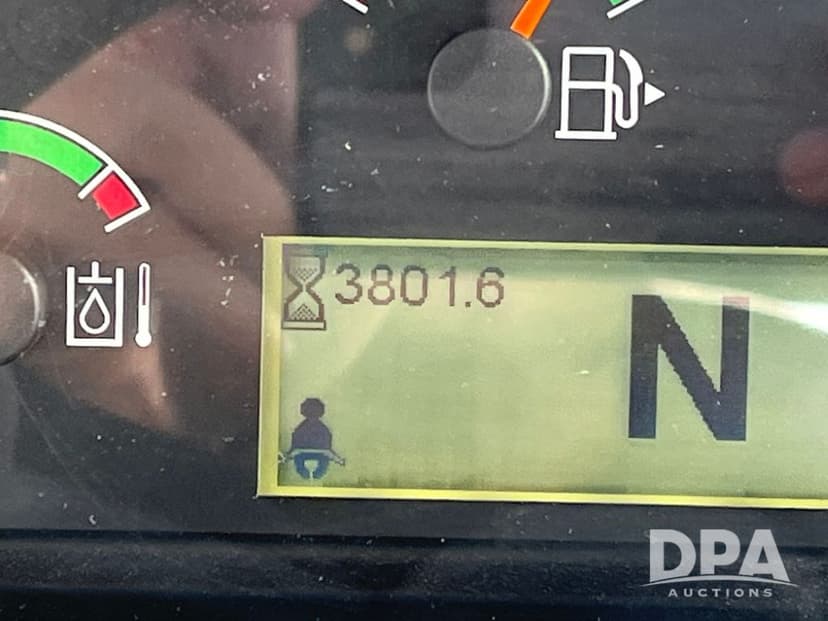 3801.6
N
DPA
AUCTIONS